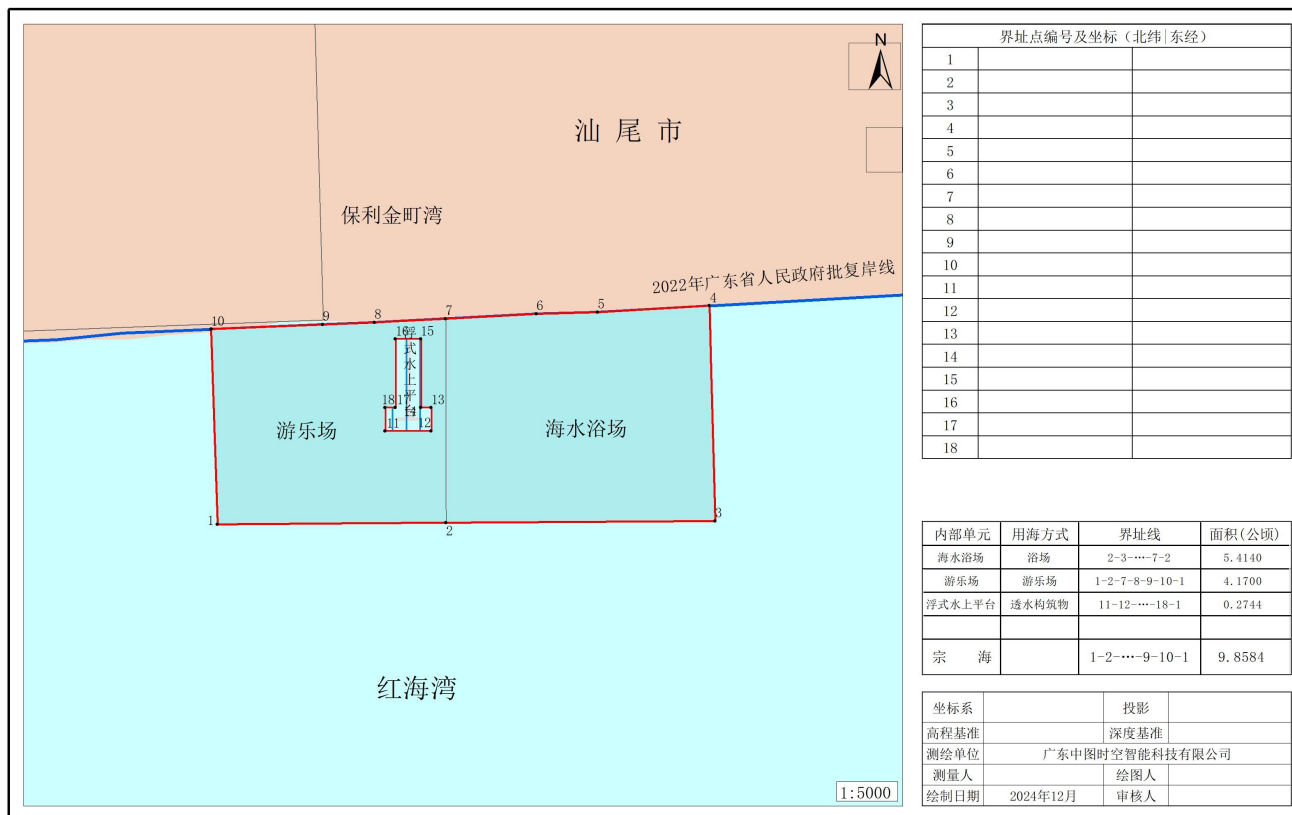 N
汕尾市
保利金町湾
2022年广东省人民政府批复岸线
10
9
8
7
6
5
4
16
15
浮式水上平台
18
17
14
13
11
12
游乐场
海水浴场
1
2
3
红海湾
1:5000
界址点编号及坐标（北纬|东经）
1
2
3
4
5
6
7
8
9
10
11
12
13
14
15
16
17
18
内部单元 用海方式 界址线 面积(公顷)
海水浴场 浴场 2-3-…-7-2 5.4140
游乐场 游乐场 1-2-7-8-9-10-1 4.1700
浮式水上平台 透水构筑物 11-12-…-18-1 0.2744
宗海 1-2-…-9-10-1 9.8584
坐标系 投影
高程基准 深度基准
测绘单位 广东中图时空智能科技有限公司
测量人 绘图人
绘制日期 2024年12月 审核人